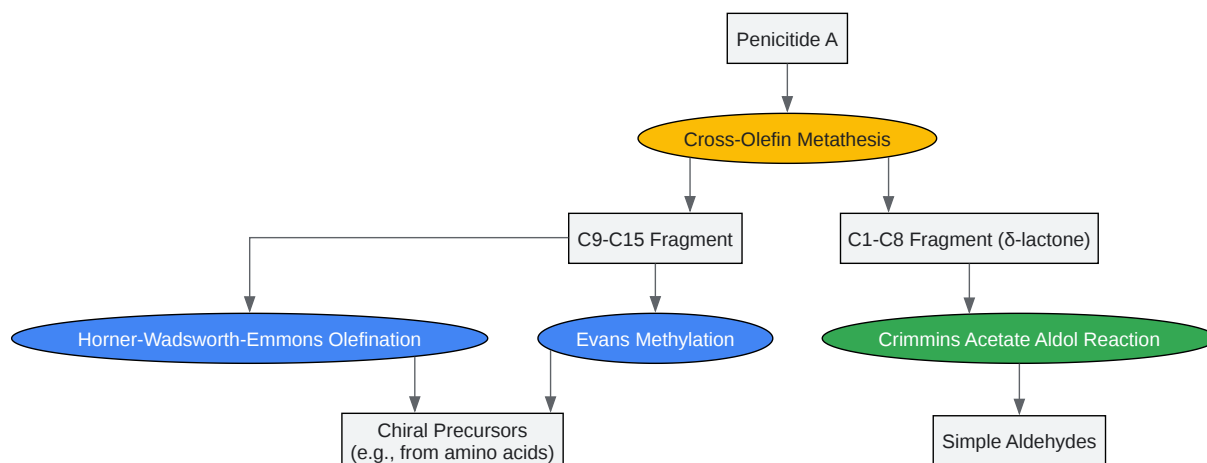 Penicitide A
Cross-Olefin Metathesis
C9-C15 Fragment
C1-C8 Fragment (δ-lactone)
Horner-Wadsworth-Emmons Olefination
Evans Methylation
Crimmins Acetate Aldol Reaction
Chiral Precursors
(e.g., from amino acids)
Simple Aldehydes